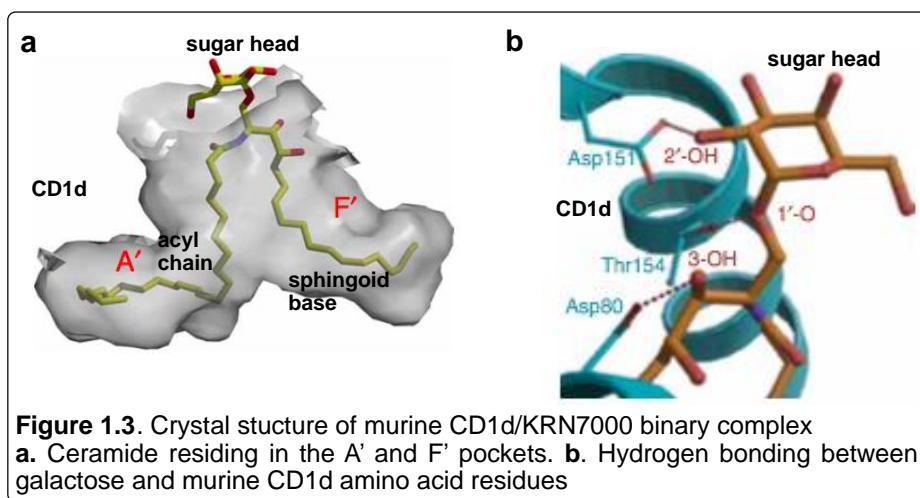 a
sugar head
CD1d
A'
acyl
chain
F'
sphingoid
base
b
sugar head
Asp151
2'-OH
CD1d
1'-O
Thr154
3-OH
Asp80
Figure 1.3. Crystal stucture of murine CD1d/KRN7000 binary complex
a. Ceramide residing in the A’ and F’ pockets. b. Hydrogen bonding between
galactose and murine CD1d amino acid residues